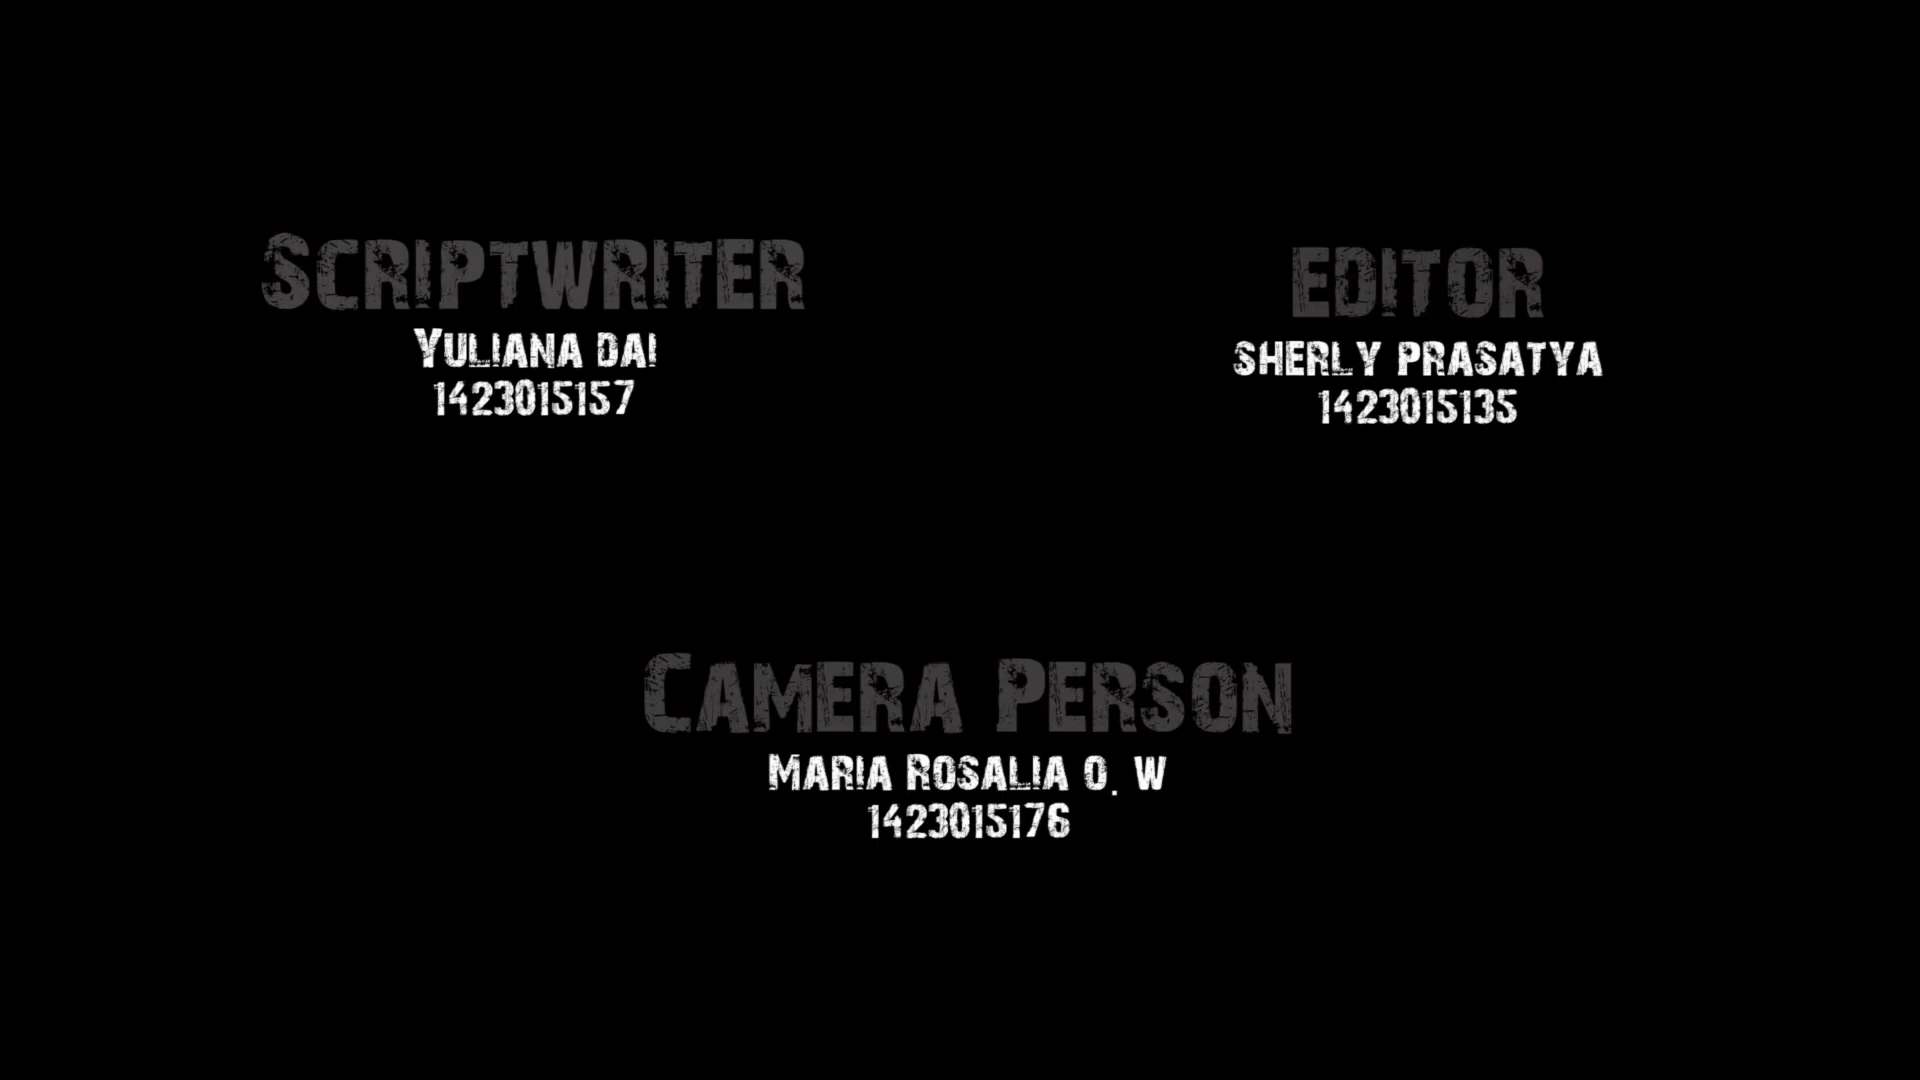 Scriptwriter
Yuliana dai
1423015157
EDITOR
SHERLY PRASATYA
1423015135
Camera Person
Maria Rosalia O. W
1423015176